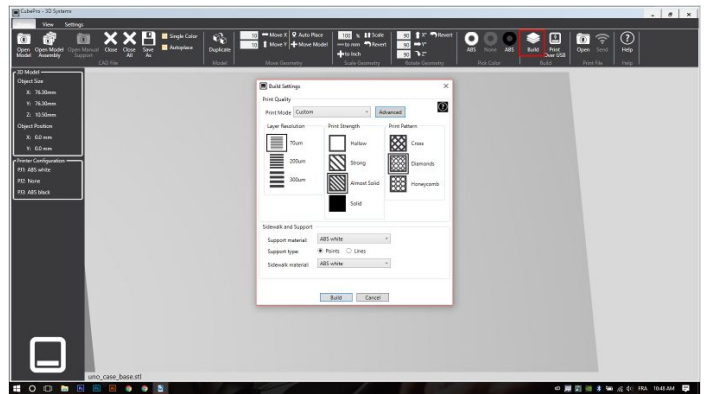 CubePro - 3D Systems
View Settings
Open Model
Open Model Assembly
Open Manual Support
Close
Close All
Save As
Single Color
Autoplace
CAD File
Duplicate
Model
10 Move X
10 Move Y
Auto Place
Move Model
Move Geometry
100 % Scale
to mm Revert
to Inch
Scale Geometry
90 X° Revert
90 Y°
90 Z°
Rotate Geometry
ABS None ABS
Pick Color
Build
Print Over USB
Build
Open Send
Print File
Help
Help
3D Model
Object Size
X: 76.30mm
Y: 76.30mm
Z: 10.50mm
Object Position
X: 0.0 mm
Y: 0.0 mm
Printer Configuration
PJ1: ABS white
PJ2: None
PJ3: ABS black
Build Settings
Print Quality
Print Mode Custom Advanced
Layer Resolution
70um
200um
300um
Print Strength
Hollow
Strong
Almost Solid
Solid
Print Pattern
Cross
Diamonds
Honeycomb
Sidewalk and Support
Support material: ABS white
Support type: Points Lines
Sidewalk material: ABS white
Build Cancel
uno_case_base.stl
FRA 10:48 AM